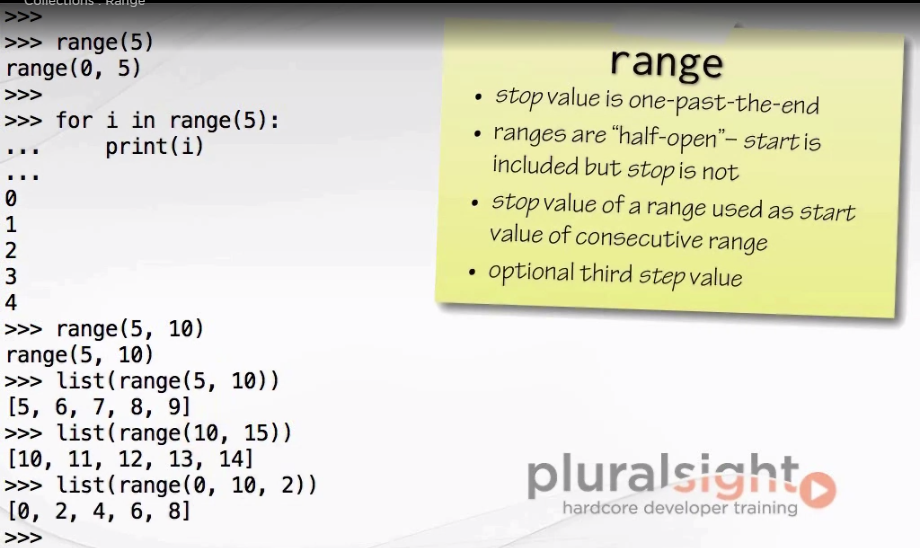 Collections : Range
>>>
>>> range(5)
range(0, 5)
>>>
>>> for i in range(5):
...     print(i)
...
0
1
2
3
4
>>> range(5, 10)
range(5, 10)
>>> list(range(5, 10))
[5, 6, 7, 8, 9]
>>> list(range(10, 15))
[10, 11, 12, 13, 14]
>>> list(range(0, 10, 2))
[0, 2, 4, 6, 8]
>>>
range
• stop value is one-past-the-end
• ranges are “half-open”– start is
included but stop is not
• stop value of a range used as start
value of consecutive range
• optional third step value
pluralsight
hardcore developer training